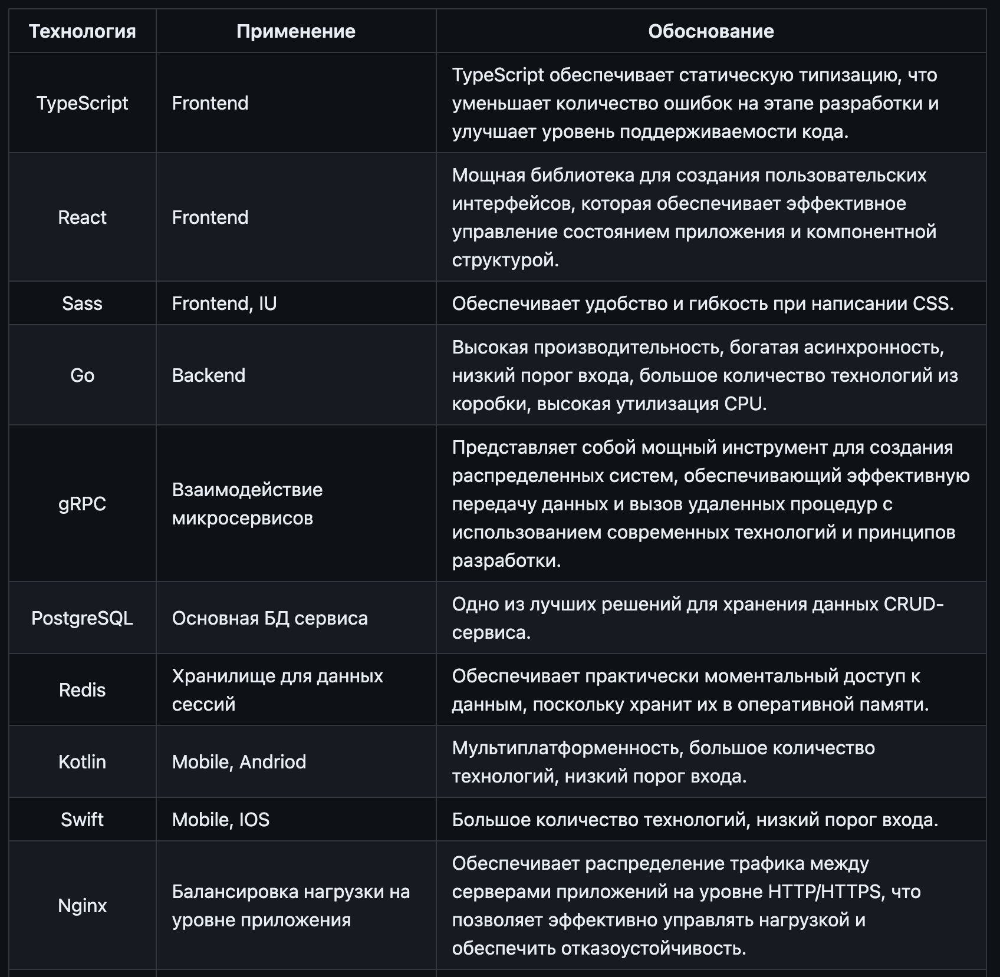 Технология Применение Обоснование
TypeScript обеспечивает статическую типизацию, что
TypeScript Frontend уменьшает количество ошибок на этапе разработки и
улучшает уровень поддерживаемости кода.
Мощная библиотека для создания пользовательских
интерфейсов, которая обеспечивает эффективное
React Frontend
управление состоянием приложения и компонентной
структурой.
Sass Frontend, IU Обеспечивает удобство и гибкость при написании CSS.
Высокая производительность, богатая асинхронность,
Go Backend низкий порог входа, большое количество технологий из
коробки, высокая утилизация CPU.
Представляет собой мощный инструмент для создания
распределенных систем, обеспечивающий эффективную
gRPC
Взаимодействие
микросервисов
передачу данных и вызов удаленных процедур с
использованием современных технологий и принципов
разработки.
PostgreSQL Основная БД сервиса
Одно из лучших решений для хранения данных CRUD-
сервиса.
Redis
Хранилище для данных
сессий
Обеспечивает практически моментальный доступ к
данным, поскольку хранит их в оперативной памяти.
Kotlin Mobile, Andriod
Мультиплатформенность, большое количество
технологий, низкий порог входа.
Swift Mobile, IOS Большое количество технологий, низкий порог входа.
Nginx
Балансировка нагрузки на
уровне приложения
Обеспечивает распределение трафика между
серверами приложений на уровне HTTP/HTTPS, что
позволяет эффективно управлять нагрузкой и
обеспечить отказоустойчивость.